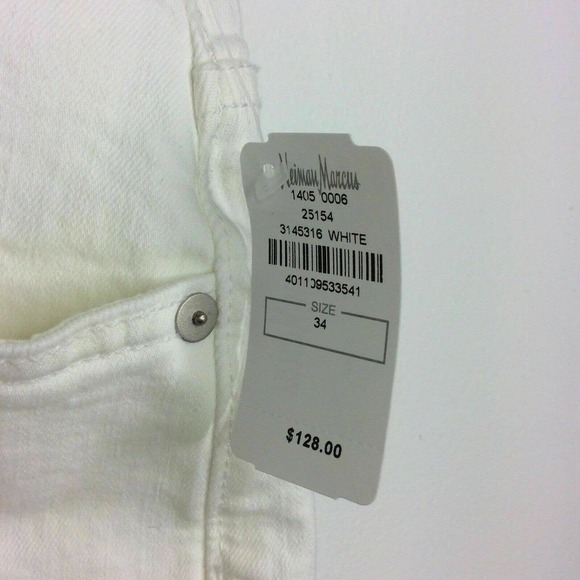 Neiman Marcus
1405 0006
25154
3145316 WHITE
401109533541
SIZE
34
$128.00